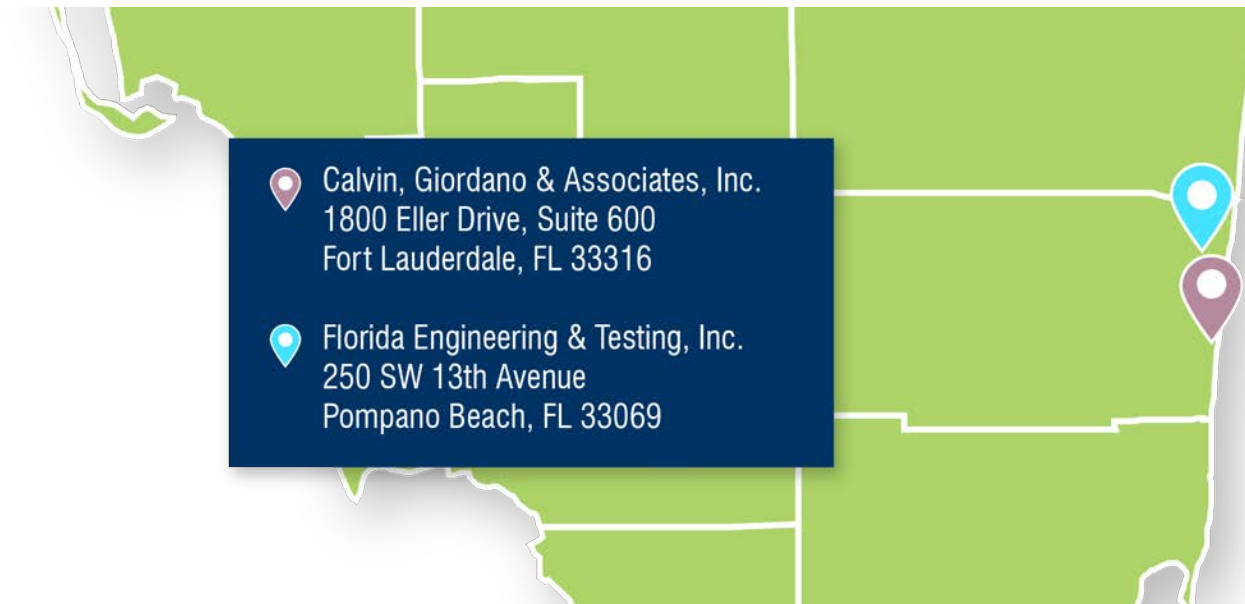 Calvin, Giordano & Associates, Inc.
1800 Eller Drive, Suite 600
Fort Lauderdale, FL 33316
Florida Engineering & Testing, Inc.
250 SW 13th Avenue
Pompano Beach, FL 33069